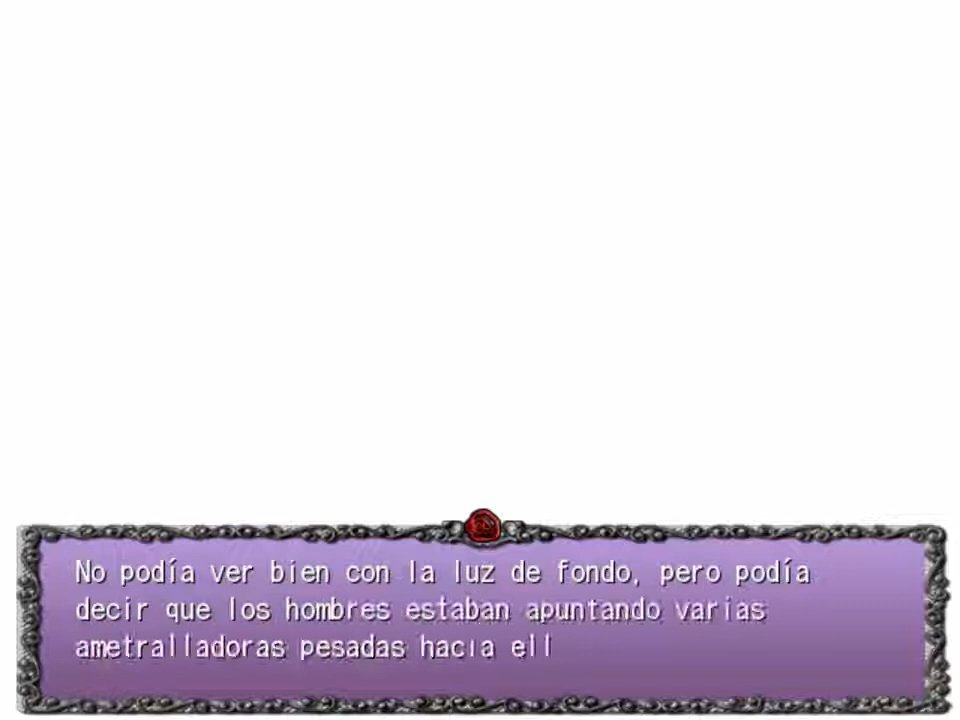 No podía ver bien con la luz de fondo, pero podía
decir que los hombres estaban apuntando varias
ametralladoras pesadas hacia ell